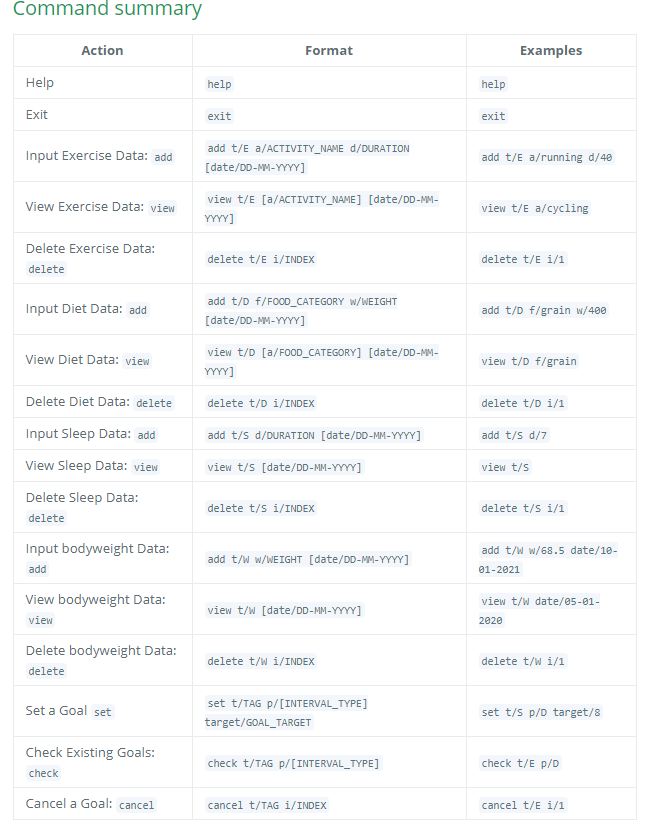 Command summary
Action Format Examples
Help help help
Exit exit exit
Input Exercise Data: add add t/E a/ACTIVITY_NAME d/DURATION
[date/DD-MM-YYYY] add t/E a/running d/40
View Exercise Data: view view t/E [a/ACTIVITY_NAME] [date/DD-MM-
YYYY] view t/E a/cycling
Delete Exercise Data:
delete delete t/E i/INDEX delete t/E i/1
Input Diet Data: add add t/D f/FOOD_CATEGORY w/WEIGHT
[date/DD-MM-YYYY] add t/D f/grain w/400
View Diet Data: view view t/D [a/FOOD_CATEGORY] [date/DD-MM-
YYYY] view t/D f/grain
Delete Diet Data: delete delete t/D i/INDEX delete t/D i/1
Input Sleep Data: add add t/S d/DURATION [date/DD-MM-YYYY] add t/S d/7
View Sleep Data: view view t/S [date/DD-MM-YYYY] view t/S
Delete Sleep Data:
delete delete t/S i/INDEX delete t/S i/1
Input bodyweight Data:
add add t/W w/WEIGHT [date/DD-MM-YYYY] add t/W w/68.5 date/10-
01-2021
View bodyweight Data:
view view t/W [date/DD-MM-YYYY] view t/W date/05-01-
2020
Delete bodyweight Data:
delete delete t/W i/INDEX delete t/W i/1
Set a Goal set set t/TAG p/[INTERVAL_TYPE]
target/GOAL_TARGET set t/S p/D target/8
Check Existing Goals:
check check t/TAG p/[INTERVAL_TYPE] check t/E p/D
Cancel a Goal: cancel cancel t/TAG i/INDEX cancel t/E i/1